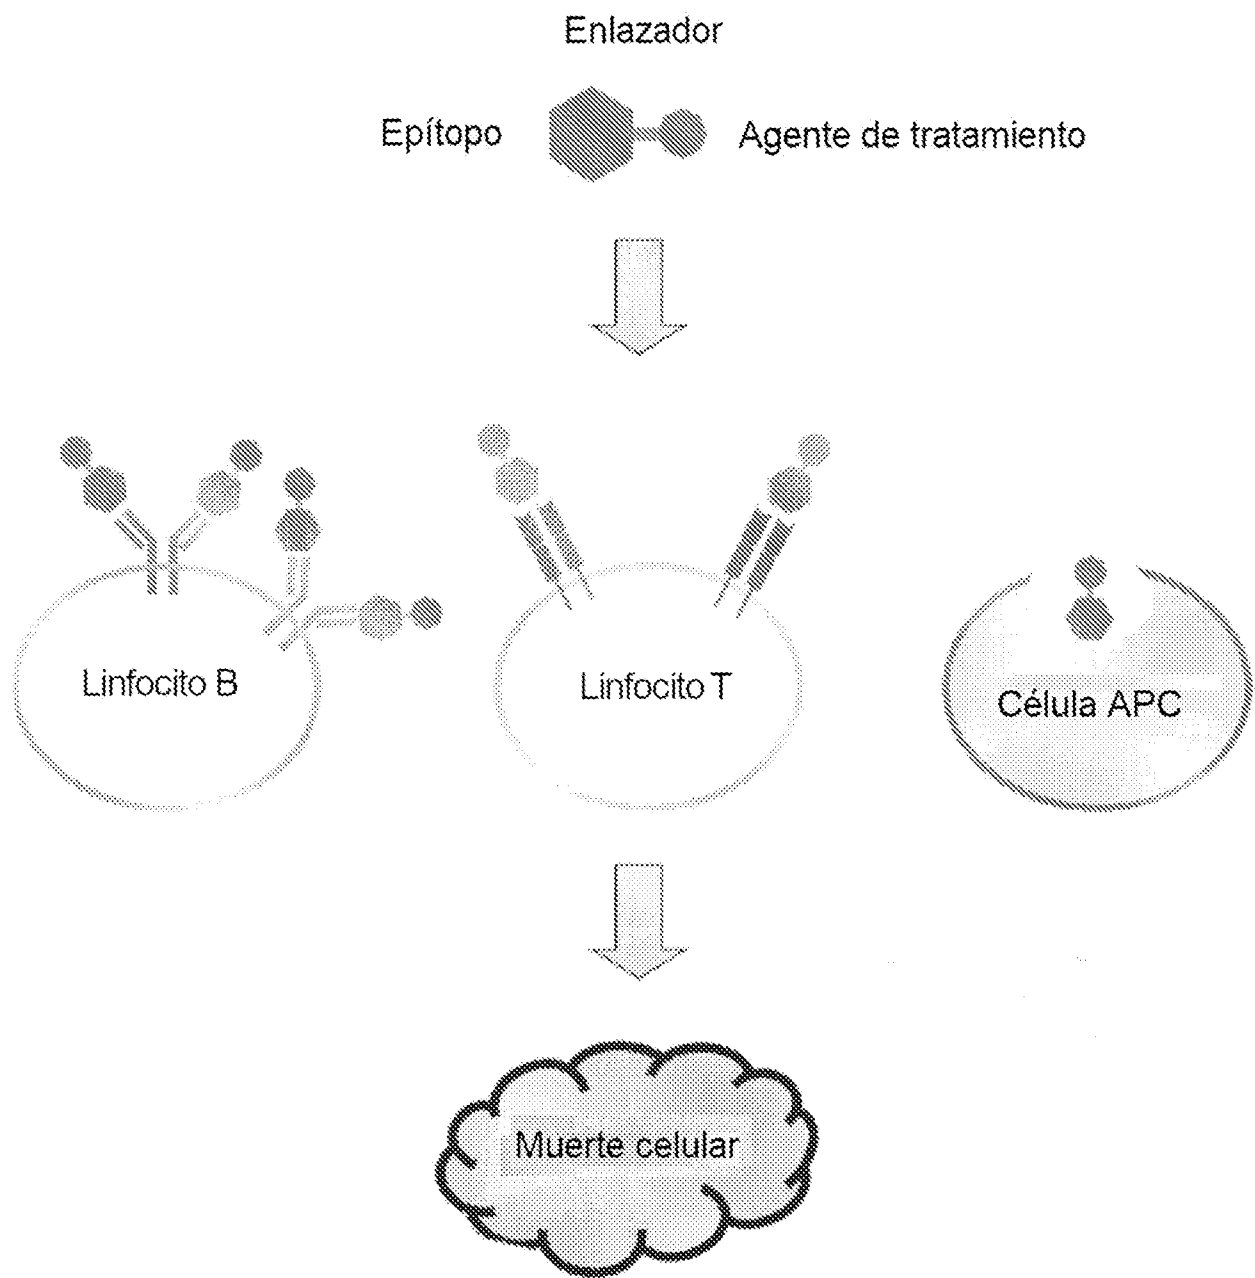 Enlazador
Epítopo
Agente de tratamiento
Linfocito B
Linfocito T
Célula APC
Muerte celular